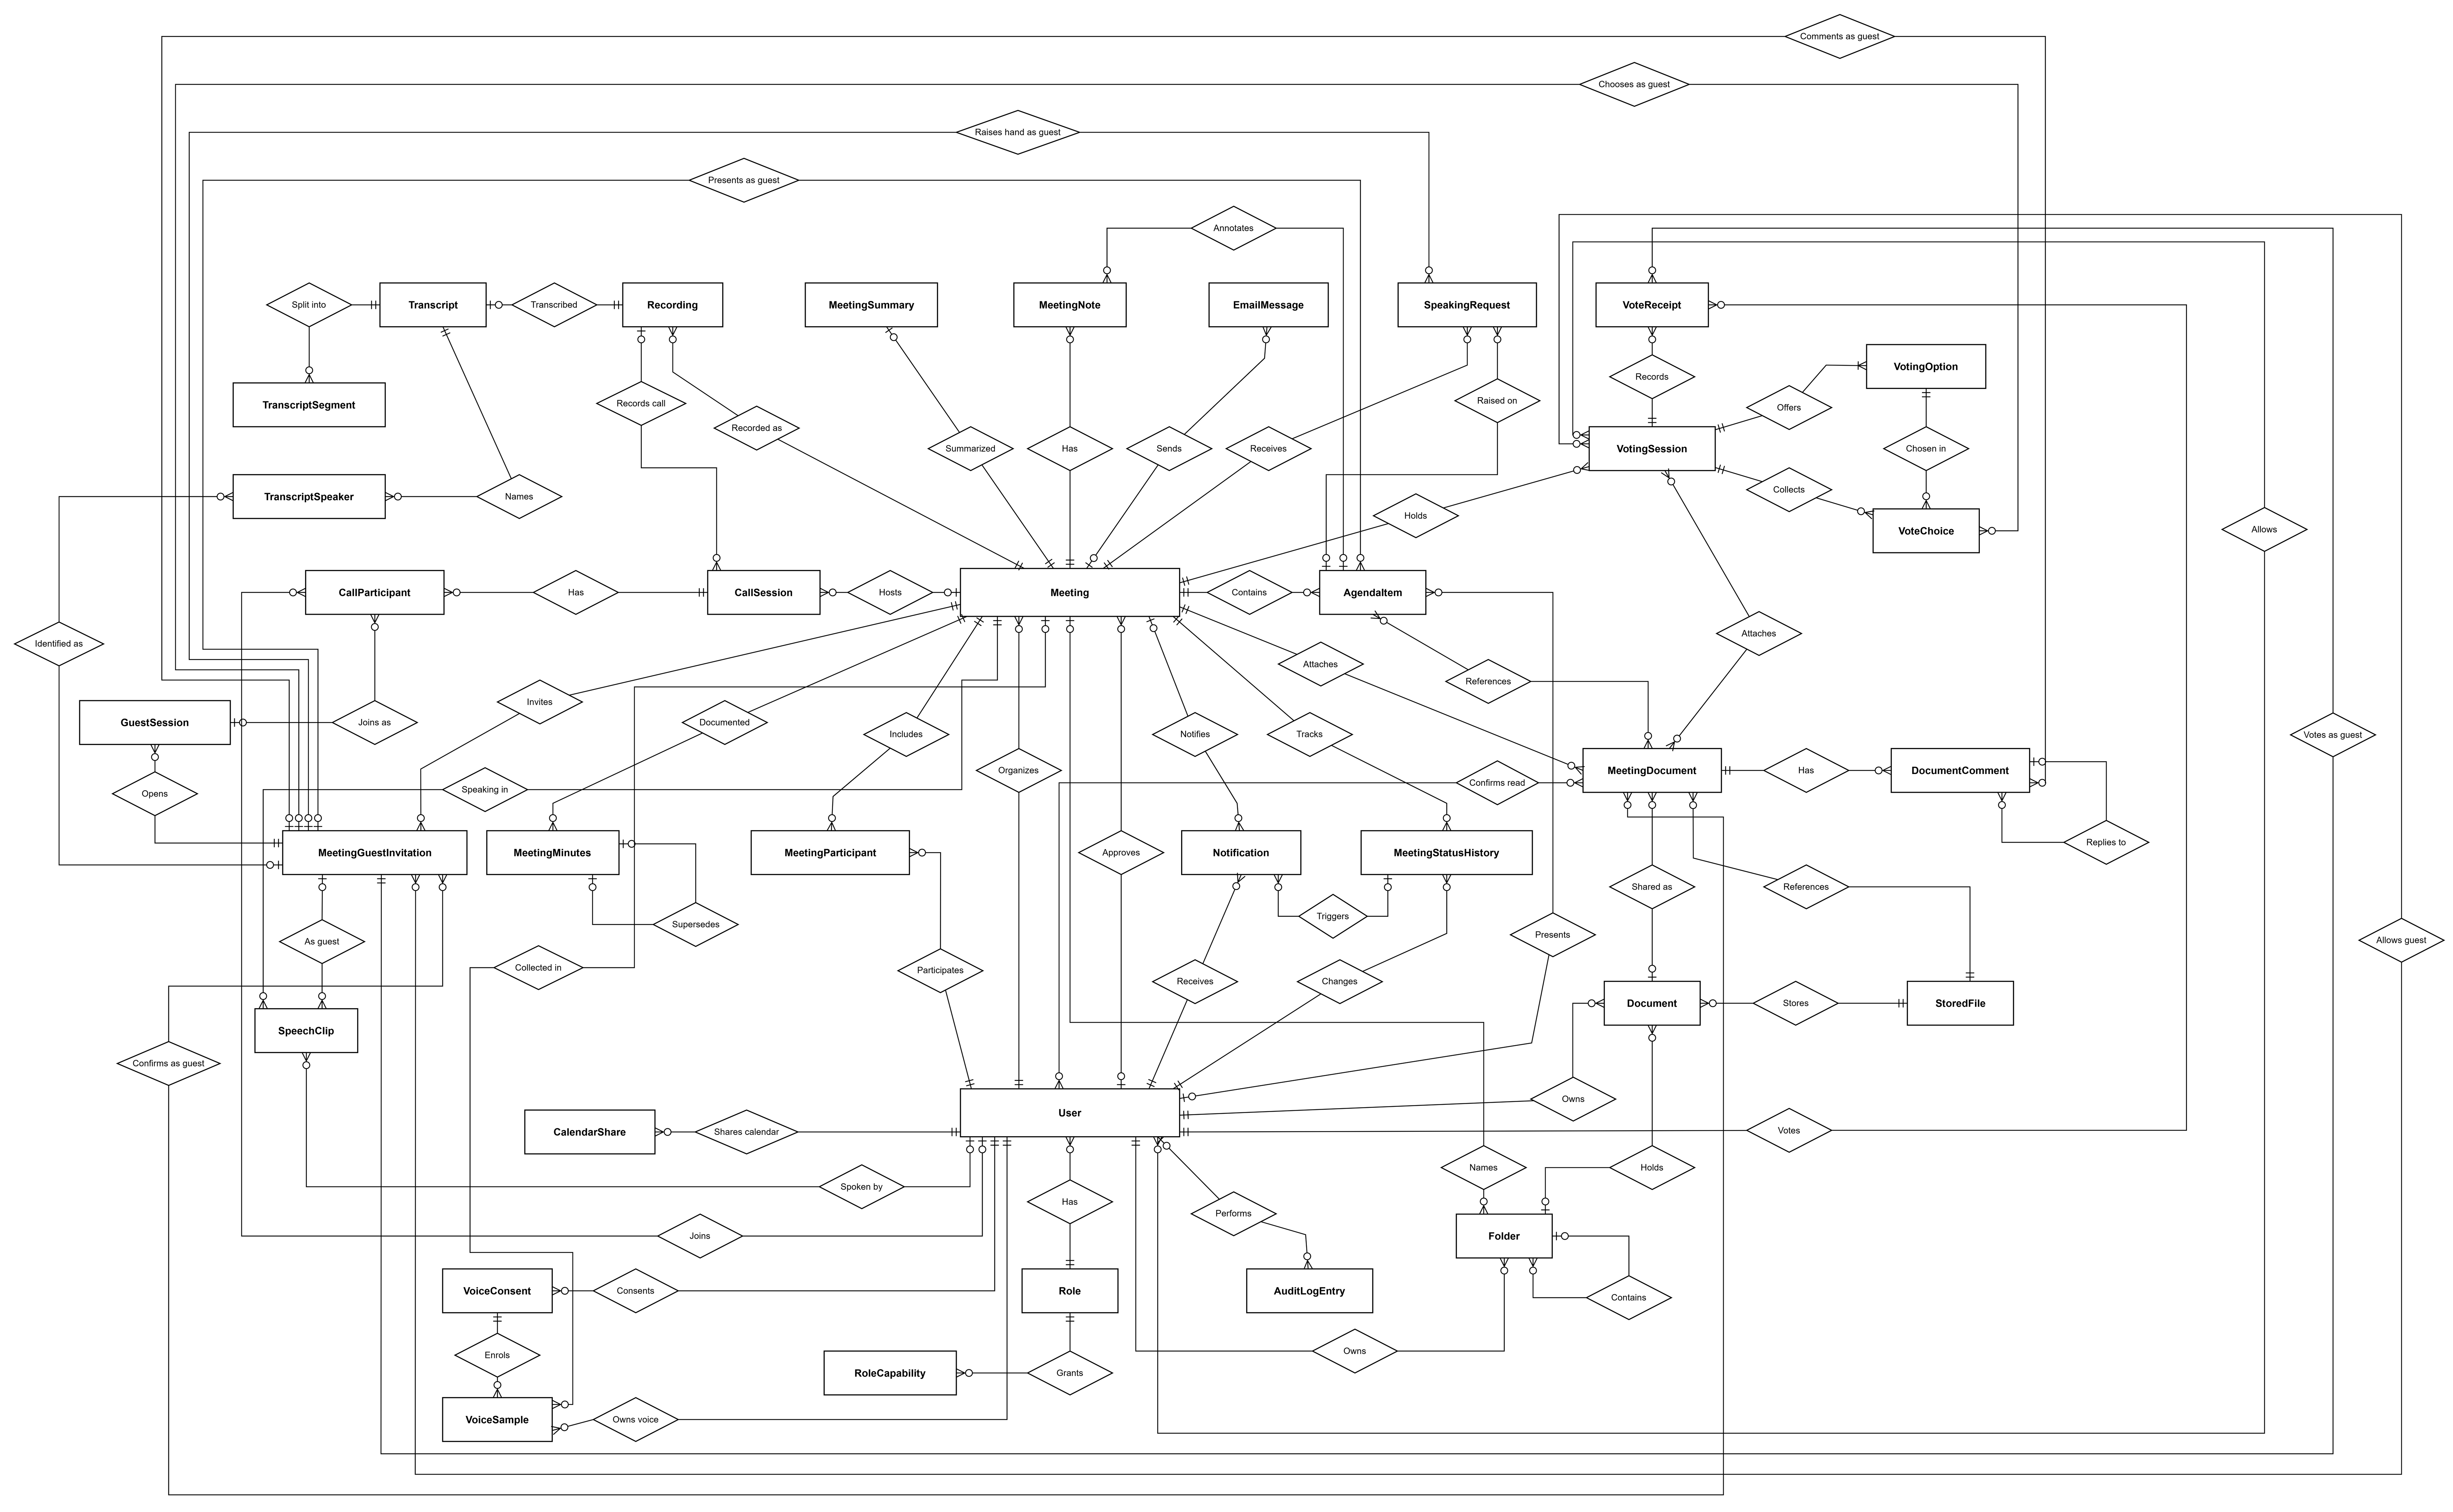 Comments as guest
Chooses as guest
Raises hand as guest
Presents as guest
Annotates
Split into
Transcript
Transcribed
Recording
MeetingSummary
MeetingNote
EmailMessage
SpeakingRequest
VoteReceipt
VotingOption
Records
TranscriptSegment
Records call
Raised on
Offers
Recorded as
Summarized
Has
Sends
Receives
VotingSession
Chosen in
TranscriptSpeaker
Names
Collects
Holds
VoteChoice
Allows
CallParticipant
Has
CallSession
Hosts
Meeting
Contains
AgendaItem
Identified as
Attaches
Attaches
References
Invites
GuestSession
Joins as
Documented
Includes
Notifies
Tracks
Votes as guest
Organizes
MeetingDocument
Has
DocumentComment
Confirms read
Speaking in
Opens
MeetingGuestInvitation
MeetingMinutes
MeetingParticipant
Approves
Notification
MeetingStatusHistory
Replies to
Shared as
References
Triggers
Supersedes
As guest
Presents
Allows guest
Collected in
Participates
Receives
Changes
Document
Stores
StoredFile
SpeechClip
Confirms as guest
Owns
User
CalendarShare
Shares calendar
Votes
Names
Holds
Spoken by
Has
Performs
Joins
Folder
VoiceConsent
Consents
Role
AuditLogEntry
Contains
Enrols
Owns
RoleCapability
Grants
VoiceSample
Owns voice